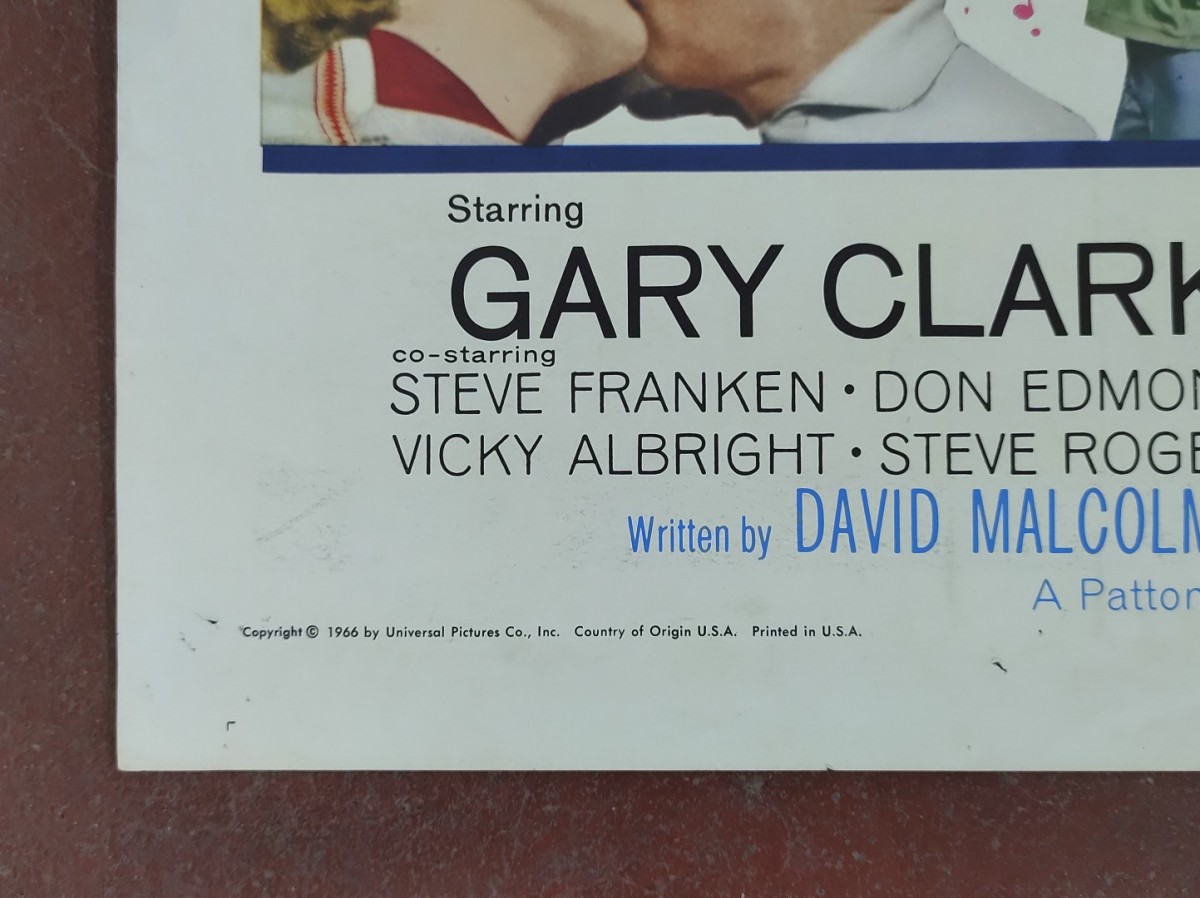 Starring
GARY CLARK
co-starring
STEVE FRANKEN • DON EDMON
VICKY ALBRIGHT • STEVE ROGE
Written by DAVID MALCOLM
A Patton
Copyright © 1966 by Universal Pictures Co., Inc. Country of Origin U.S.A. Printed in U.S.A.